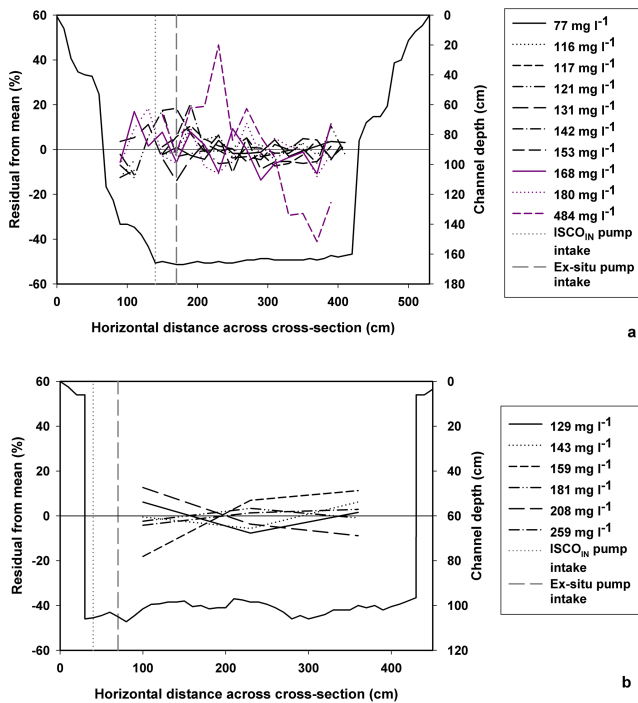 60
40
20
0
-20
-40
-60
Residual from mean (%)
0
20
40
60
80
100
120
140
160
180
Channel depth (cm)
0
100
200
300
400
500
Horizontal distance across cross-section (cm)
77 mg l-1
116 mg l-1
117 mg l-1
121 mg l-1
131 mg l-1
142 mg l-1
153 mg l-1
168 mg l-1
180 mg l-1
484 mg l-1
ISCOIN pump
intake
Ex-situ pump
intake
a
60
40
20
0
-20
-40
-60
Residual from mean (%)
0
20
40
60
80
100
120
Channel depth (cm)
0
100
200
300
400
Horizontal distance across cross-section (cm)
129 mg l-1
143 mg l-1
159 mg l-1
181 mg l-1
208 mg l-1
259 mg l-1
ISCOIN pump
intake
Ex-situ pump
intake
b